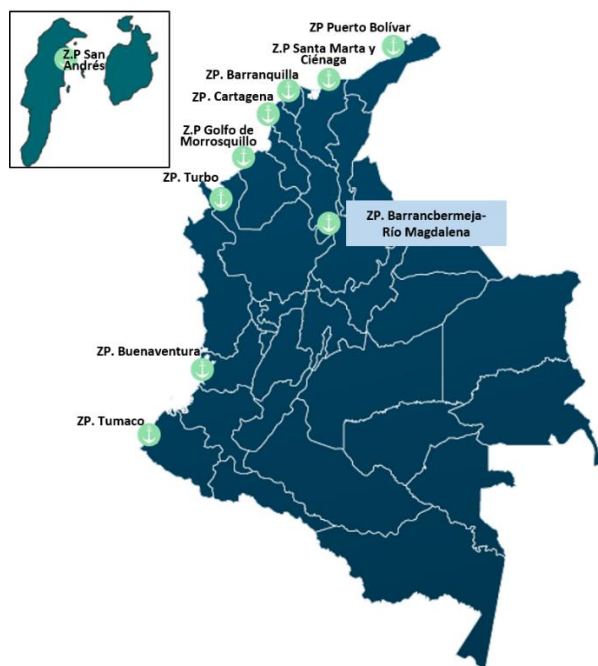 Z.P San
Andrés
ZP Puerto Bolívar
Z.P Santa Marta y
Ciénaga
ZP. Barranquilla
ZP. Cartagena
Z.P Golfo de
Morrosquillo
ZP. Turbo
ZP. Barrancbermeja-
Río Magdalena
ZP. Buenaventura
ZP. Tumaco